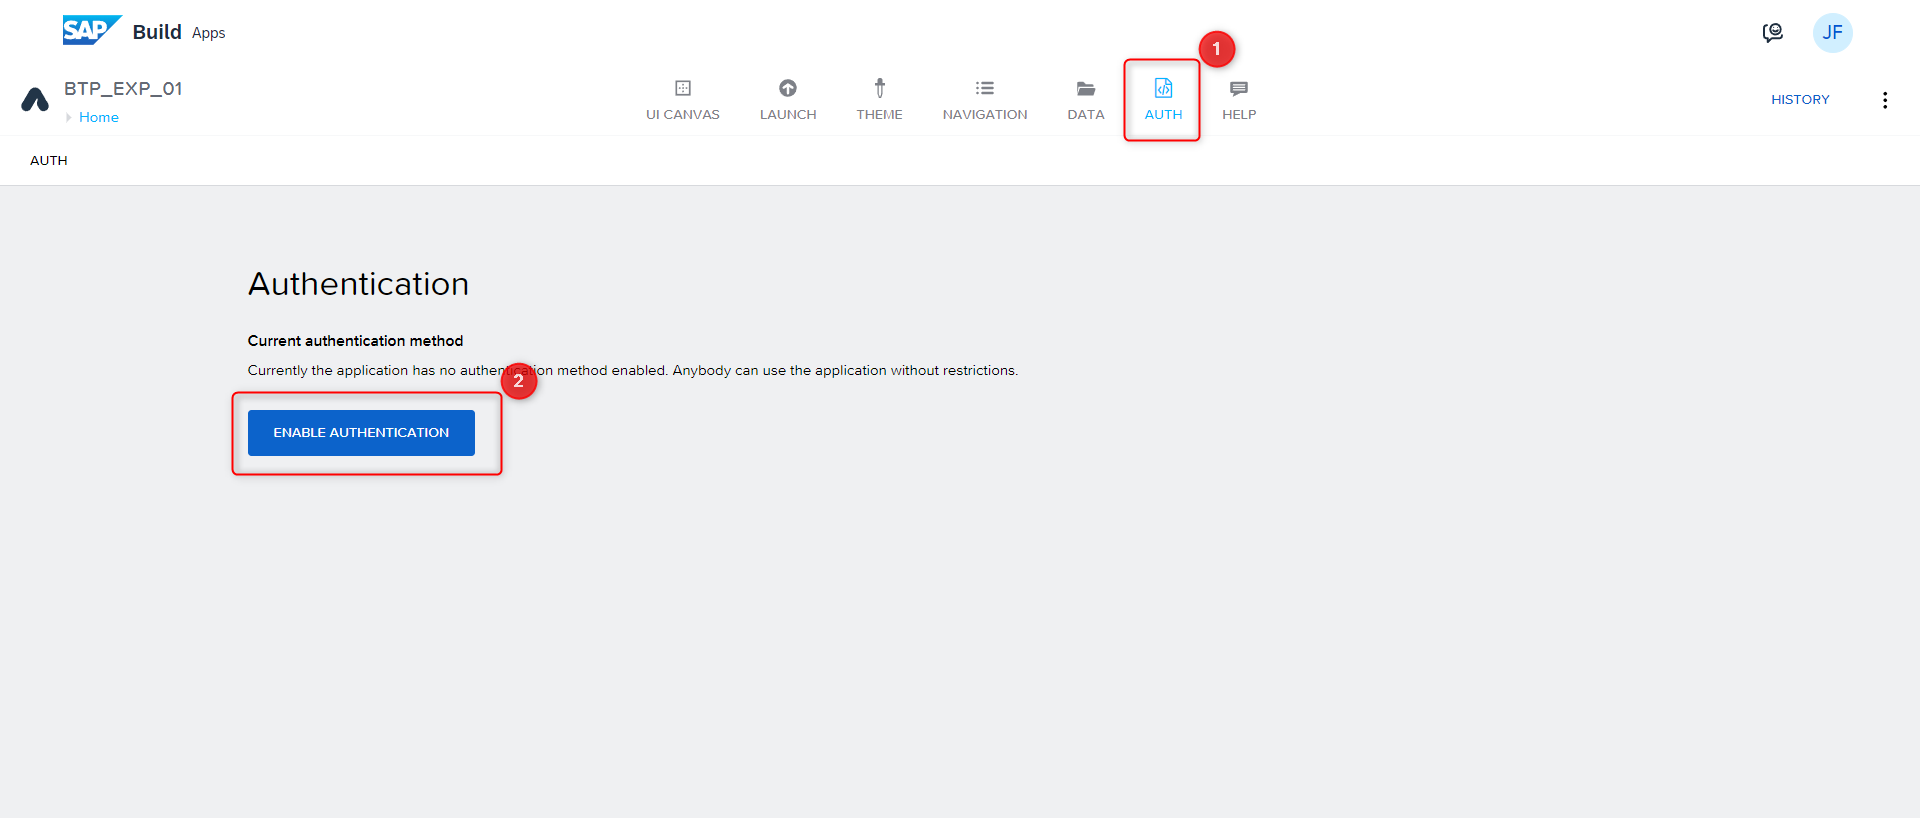 SAP Build Apps
JF
1
BTP_EXP_01
Home
UI CANVAS LAUNCH THEME NAVIGATION DATA AUTH HELP
HISTORY
AUTH
Authentication
Current authentication method
Currently the application has no authentication method enabled. Anybody can use the application without restrictions.
2
ENABLE AUTHENTICATION